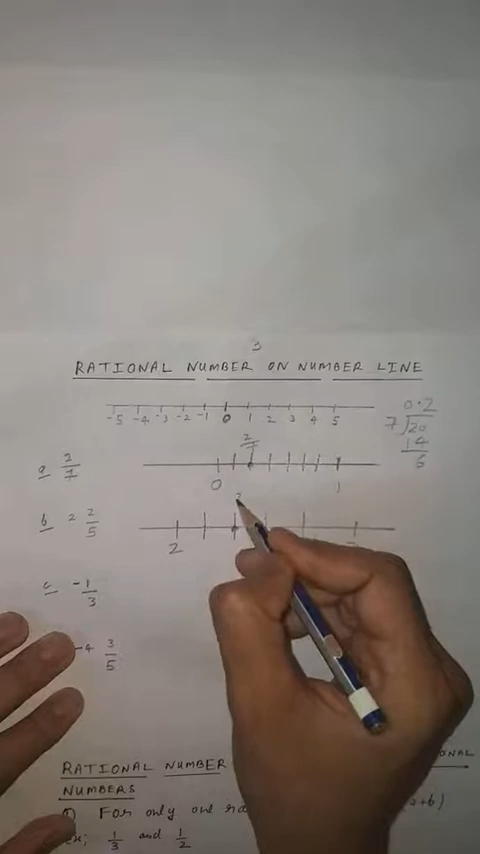 3
RATIONAL NUMBER ON NUMBER LINE
-5 -4 -3 -2 -1 0 1 2 3 4 5
0.2
7)20
14
6
a 2/7
2/7
0 1
b 2 2/5
2
2
c -1/3
-4 3/5
RATIONAL NUMBER
NUMBERS
For only one
1/3 and 1/2